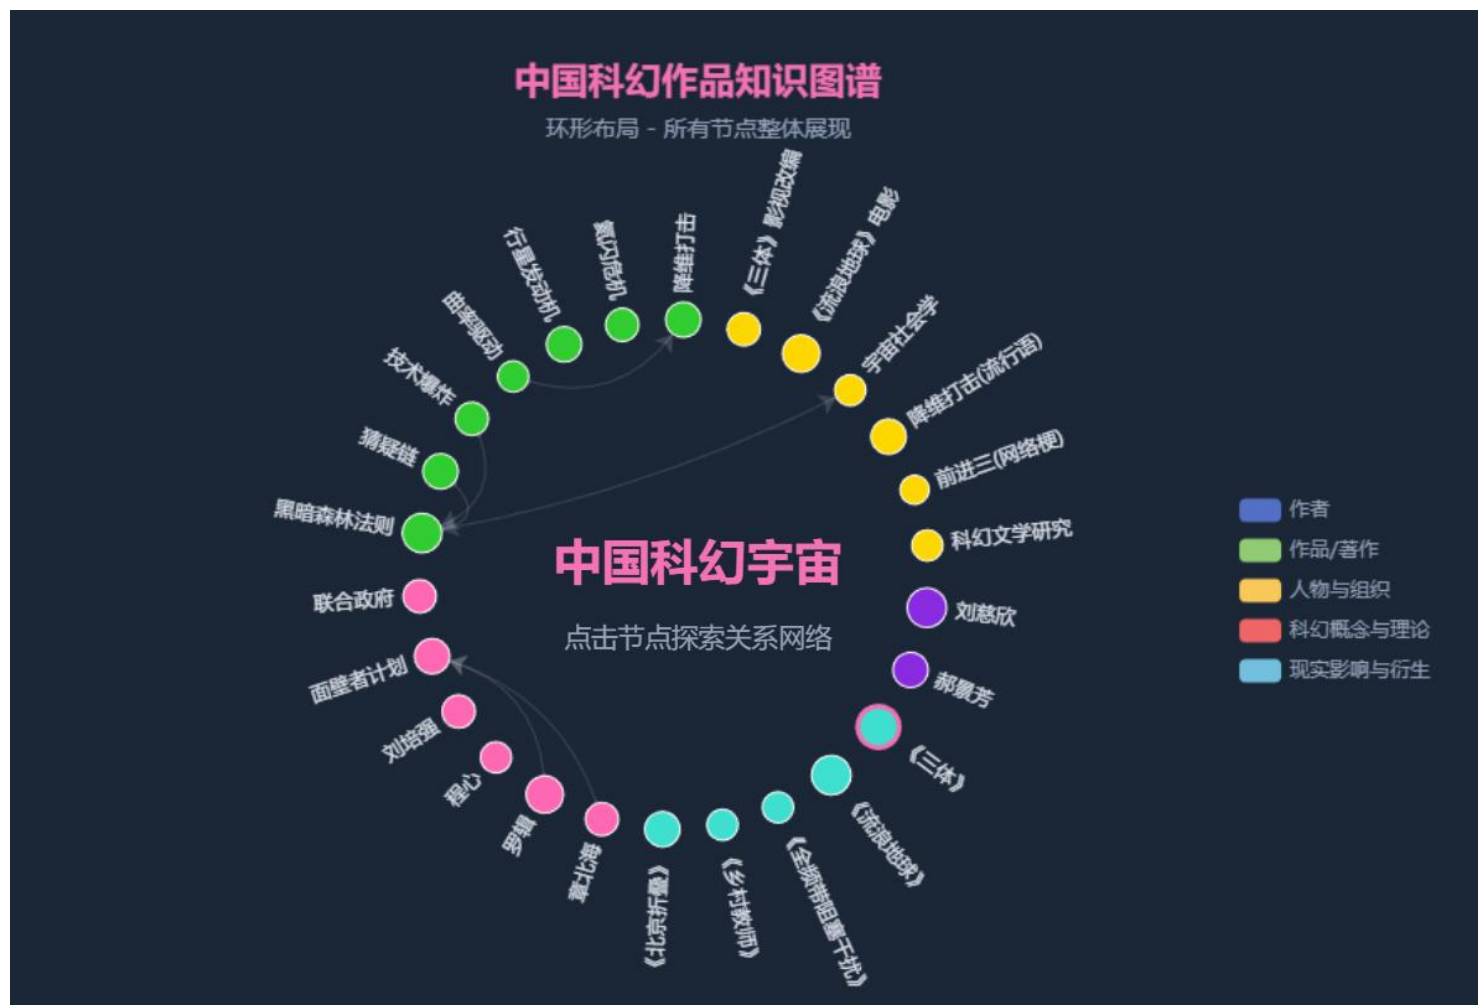 中国科幻作品知识图谱
环形布局 - 所有节点整体展现
《三体》影视改编
《流浪地球》电影
宇宙社会学
降维打击(流行语)
前进三(网络梗)
科幻文学研究
刘慈欣
郝景芳
《三体》
《流浪地球》
《全频带阻塞干扰》
《乡村教师》
《北京折叠》
章北海
罗辑
程心
刘培强
面壁者计划
联合政府
黑暗森林法则
猜疑链
技术爆炸
曲率驱动
行星发动机
氦闪危机
降维打击
中国科幻宇宙
点击节点探索关系网络
作者
作品/著作
人物与组织
科幻概念与理论
现实影响与衍生